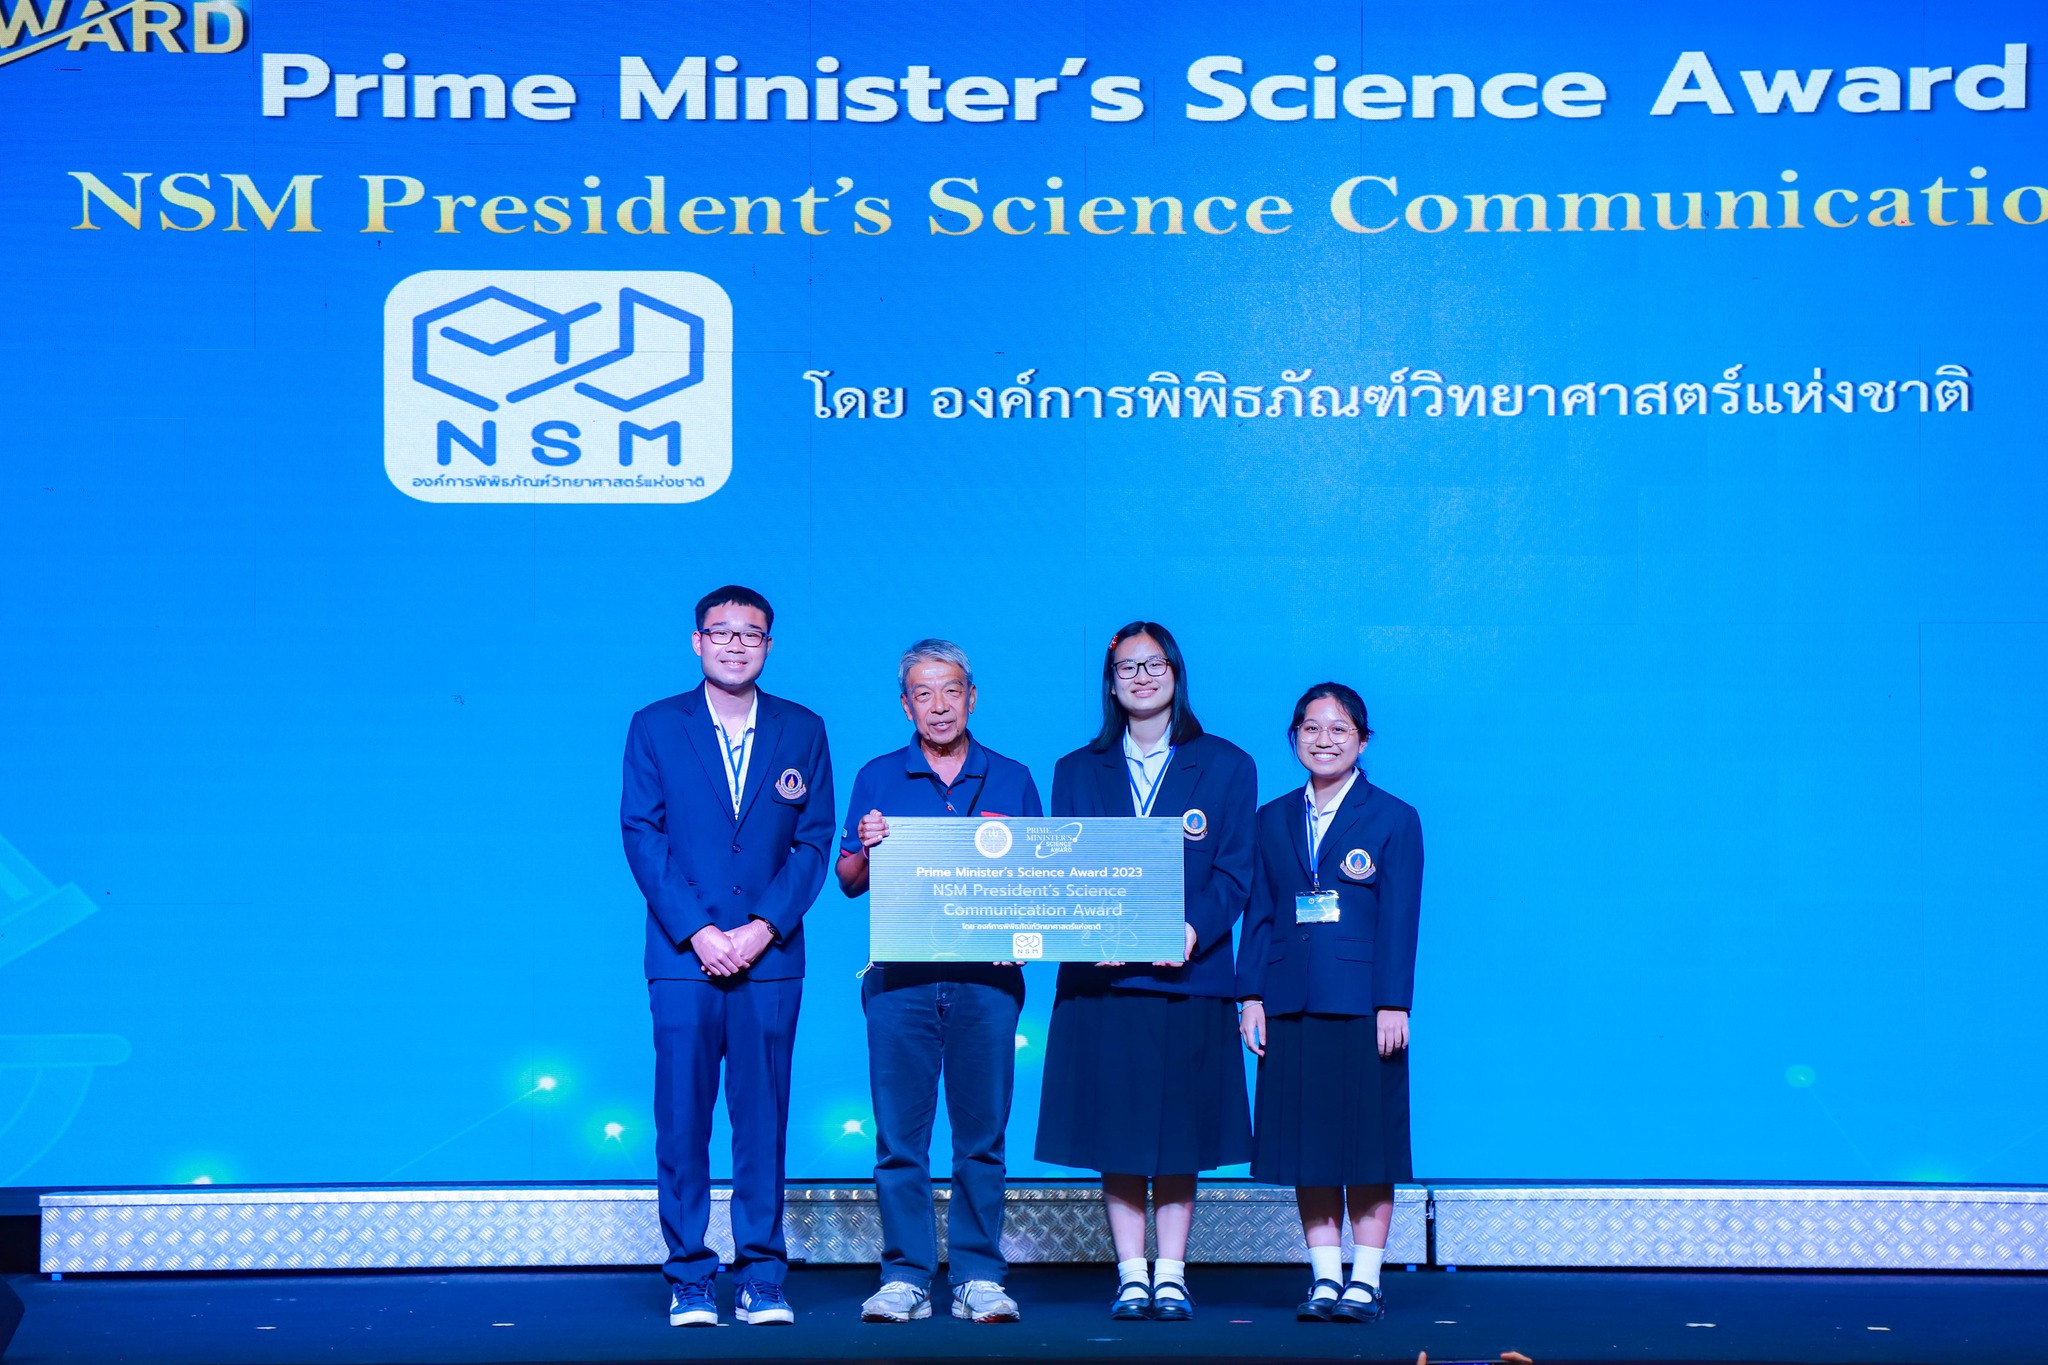 WARD
Prime Minister's Science Award
NSM President's Science Communicatio
NSM
องค์การพิพิธภัณฑ์วิทยาศาสตร์แห่งชาติ
โดย องค์การพิพิธภัณฑ์วิทยาศาสตร์แห่งชาติ
PRIME
MINISTER'S
SCIENCE
AWARD
Prime Minister's Science Award 2023
NSM President's Science
Communication Award
โดย องค์การพิพิธภัณฑ์วิทยาศาสตร์แห่งชาติ
NSM